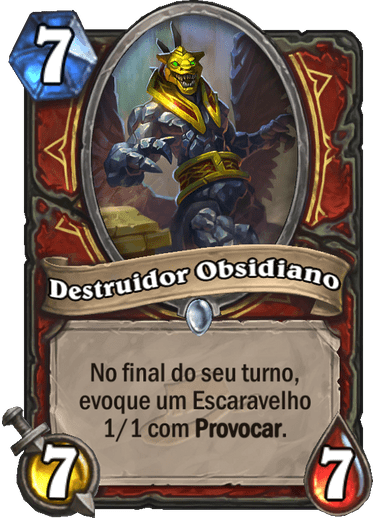 7
Destruidor Obsidiano
No final do seu turno,
evoque um Escaravelho
1/1 com Provocar.
7
7